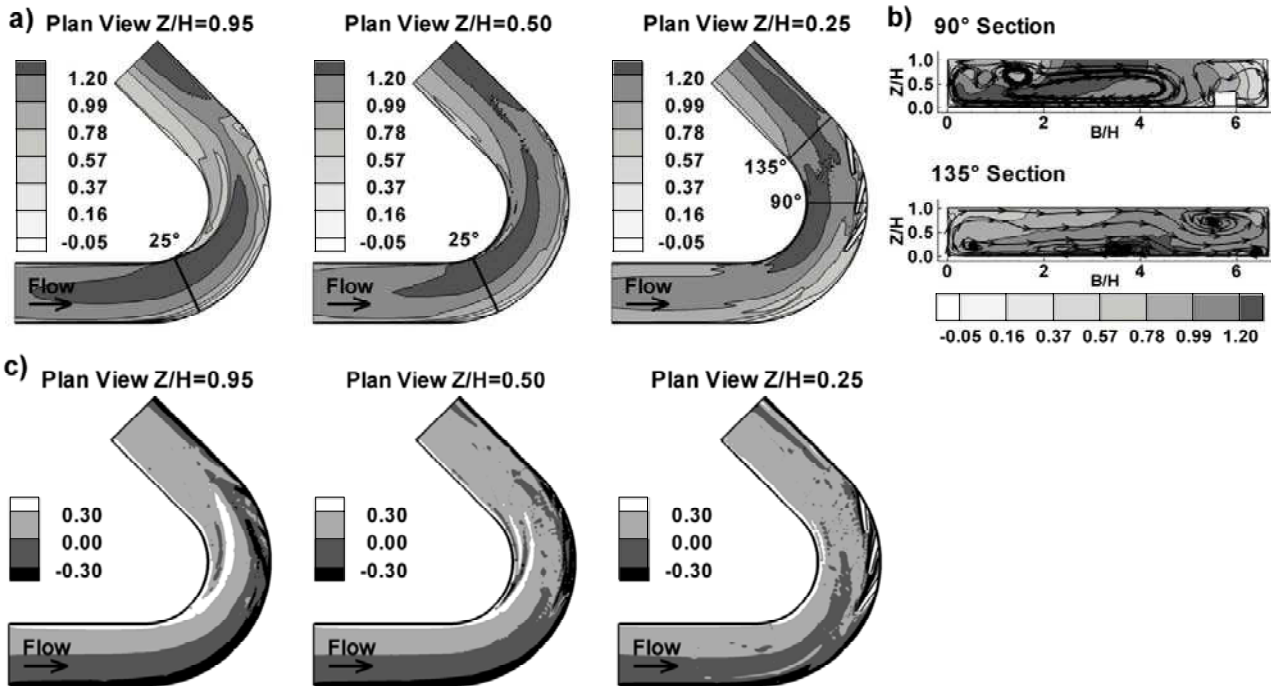 a)
Plan View Z/H=0.95
1.20
0.99
0.78
0.57
0.37
0.16
-0.05
25°
Flow
Plan View Z/H=0.50
1.20
0.99
0.78
0.57
0.37
0.16
-0.05
25°
Flow
Plan View Z/H=0.25
1.20
0.99
0.78
0.57
0.37
0.16
-0.05
135°
90°
Flow
b)
90° Section
Z/H
1.0
0.5
0.0
0 2 4 6
B/H
135° Section
Z/H
1.0
0.5
0.0
0 2 4 6
B/H
-0.05 0.16 0.37 0.57 0.78 0.99 1.20
c)
Plan View Z/H=0.95
0.30
0.00
-0.30
Flow
Plan View Z/H=0.50
0.30
0.00
-0.30
Flow
Plan View Z/H=0.25
0.30
0.00
-0.30
Flow